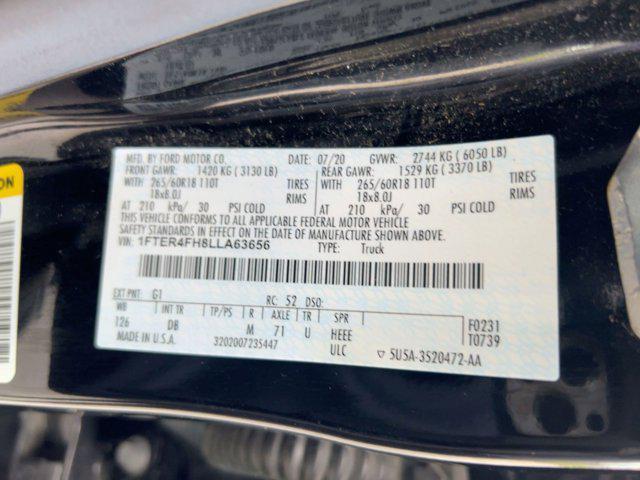 ON
MFD. BY FORD MOTOR CO. DATE: 07/20 GVWR: 2744 KG ( 6050 LB)
FRONT GAWR: 1420 KG ( 3130 LB) REAR GAWR: 1529 KG ( 3370 LB)
WITH 265/60R18 110T TIRES WITH 265/60R18 110T TIRES
18x8.0J RIMS 18x8.0J RIMS
AT 210 kPa/ 30 PSI COLD AT 210 kPa/ 30 PSI COLD
THIS VEHICLE CONFORMS TO ALL APPLICABLE FEDERAL MOTOR VEHICLE
SAFETY STANDARDS IN EFFECT ON THE DATE OF MANUFACTURE SHOWN ABOVE.
VIN: 1FTER4FH8LLA63656 TYPE: Truck
EXT PNT: G1 RC: 52 DSO:
WB INT TR TP/PS R AXLE TR SPR
126 DB M 71 U HEEE F0231
MADE IN U.S.A. 3202007235447 ULC T0739
5U5A-3520472-AA